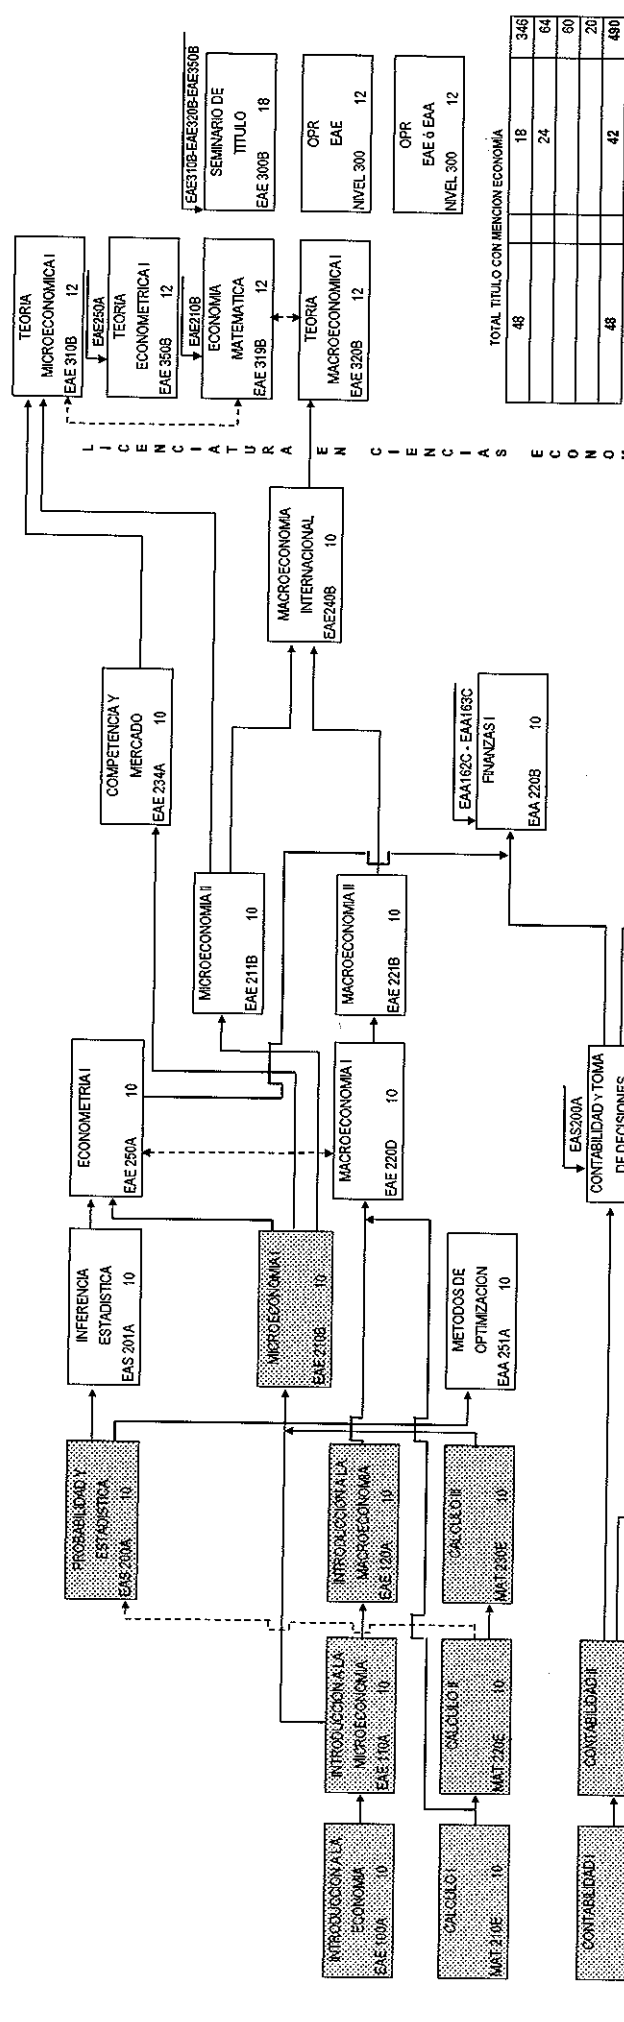 INTRODUCCION A LA
ECONOMIA
EAE 100A 10
CALCULO I
MAT 210E 10
CONTABILIDAD I
INTRODUCCION A LA
MICROECONOMIA
EAE 110A 10
CALCULO II
MAT 220E 10
CONTABILIDAD II
PROBABILIDAD Y
ESTADISTICA
EAS 200A 10
INTRODUCCION A LA
MACROECONOMIA
EAE 120A 10
CALCULO III
MAT 230E 10
INFERENCIA
ESTADISTICA
EAS 201A 10
MICROECONOMIA I
EAE 210B 10
METODOS DE
OPTIMIZACION
EAA 251A 10
ECONOMETRIA I
EAE 250A 10
MACROECONOMIA I
EAE 220D 10
EAS200A
CONTABILIDAD Y TOMA
DE DECISIONES
MICROECONOMIA II
EAE 211B 10
MACROECONOMIA II
EAE 221B 10
COMPETENCIA Y
MERCADO
EAE 234A 10
EAA162C - EAA163C
FINANZAS I
EAA 220B 10
MACROECONOMIA
INTERNACIONAL
EAE240B 10
LICENCIATURA EN CIENCIAS ECONO
TEORIA
MICROECONOMICA I
EAE 310B 12
EAE250A
TEORIA
ECONOMETRICA I
EAE 350B 12
EAE210B
ECONOMIA
MATEMATICA
EAE 319B 12
TEORIA
MACROECONOMICA I
EAE 320B 12
EAE310B-EAE320B-EAE350B
SEMINARIO DE
TITULO
EAE 300B 18
OPR
EAE
NIVEL 300 12
OPR
EAE ó EAA
NIVEL 300 12
TOTAL TITULO CON MENCION ECONOMÍA
48 18 346
24 64
60
20
48 42 490